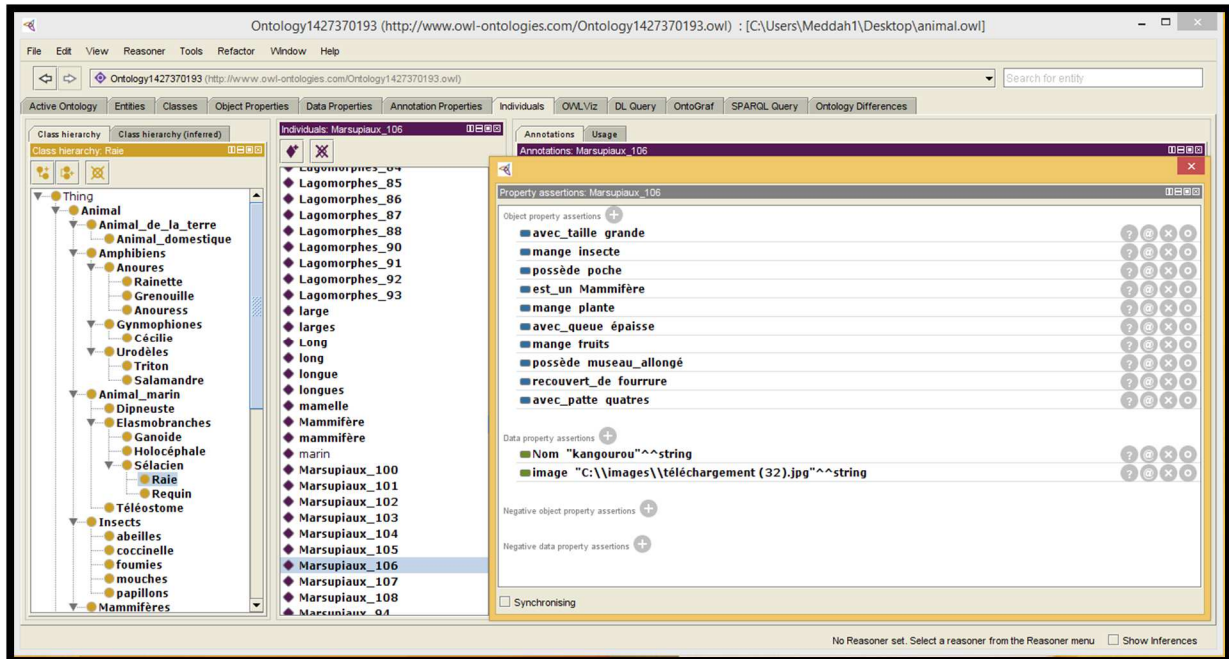 Ontology1427370193 (http://www.owl-ontologies.com/Ontology1427370193.owl) : [C:\Users\Meddah1\Desktop\animal.owl]
File Edit View Reasoner Tools Refactor Window Help
Ontology1427370193 (http://www.owl-ontologies.com/Ontology1427370193.owl)
Search for entity
Active Ontology Entities Classes Object Properties Data Properties Annotation Properties Individuals OWLViz DL Query OntoGraf SPARQL Query Ontology Differences
Class hierarchy Class hierarchy (inferred)
Class hierarchy: Raie
Thing
Animal
Animal_de_la_terre
Animal_domestique
Amphibiens
Anoures
Rainette
Grenouille
Anouress
Gynmophiones
Cécilie
Urodèles
Triton
Salamandre
Animal_marin
Dipneuste
Elasmobranches
Ganoide
Holocéphale
Sélacien
Raie
Requin
Téléostome
Insects
abeilles
coccinelle
foumies
mouches
papillons
Mammifères
Individuals: Marsupiaux_106
Lagomorphes_84
Lagomorphes_85
Lagomorphes_86
Lagomorphes_87
Lagomorphes_88
Lagomorphes_90
Lagomorphes_91
Lagomorphes_92
Lagomorphes_93
large
larges
Long
long
longue
longues
mamelle
Mammifère
mammifère
marin
Marsupiaux_100
Marsupiaux_101
Marsupiaux_102
Marsupiaux_103
Marsupiaux_104
Marsupiaux_105
Marsupiaux_106
Marsupiaux_107
Marsupiaux_108
Marsupiaux_94
Annotations Usage
Annotations: Marsupiaux_106
Property assertions: Marsupiaux_106
Object property assertions
avec_taille grande
mange insecte
possède poche
est_un Mammifère
mange plante
avec_queue épaisse
mange fruits
possède museau_allongé
recouvert_de fourrure
avec_patte quatres
Data property assertions
Nom "kangourou"^^string
image "C:\\images\\téléchargement (32).jpg"^^string
Negative object property assertions
Negative data property assertions
Synchronising
No Reasoner set. Select a reasoner from the Reasoner menu Show Inferences